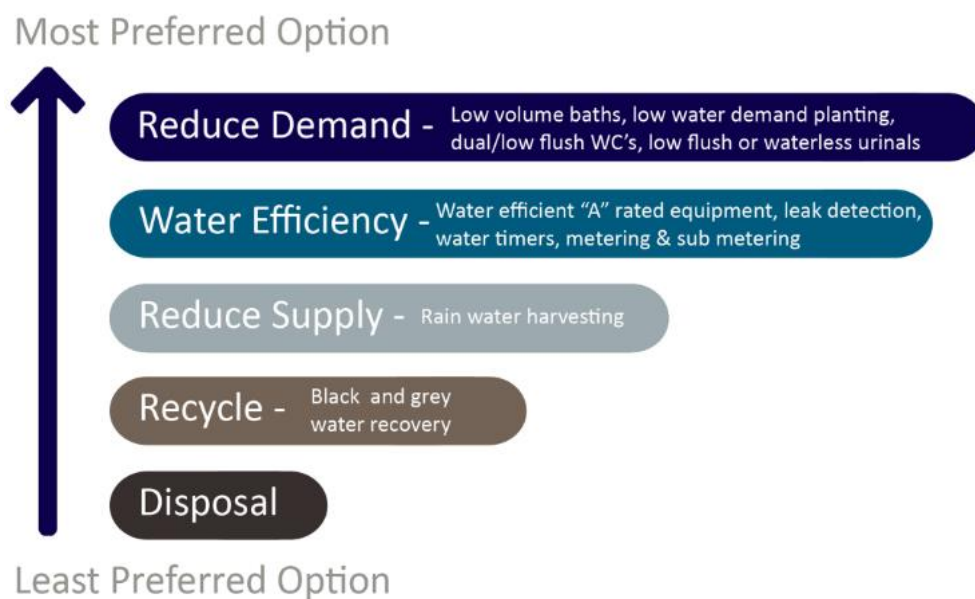 Most Preferred Option
Reduce Demand - Low volume baths, low water demand planting,
dual/low flush WC's, low flush or waterless urinals
Water Efficiency - Water efficient “A” rated equipment, leak detection,
water timers, metering & sub metering
Reduce Supply - Rain water harvesting
Recycle - Black and grey
water recovery
Disposal
Least Preferred Option